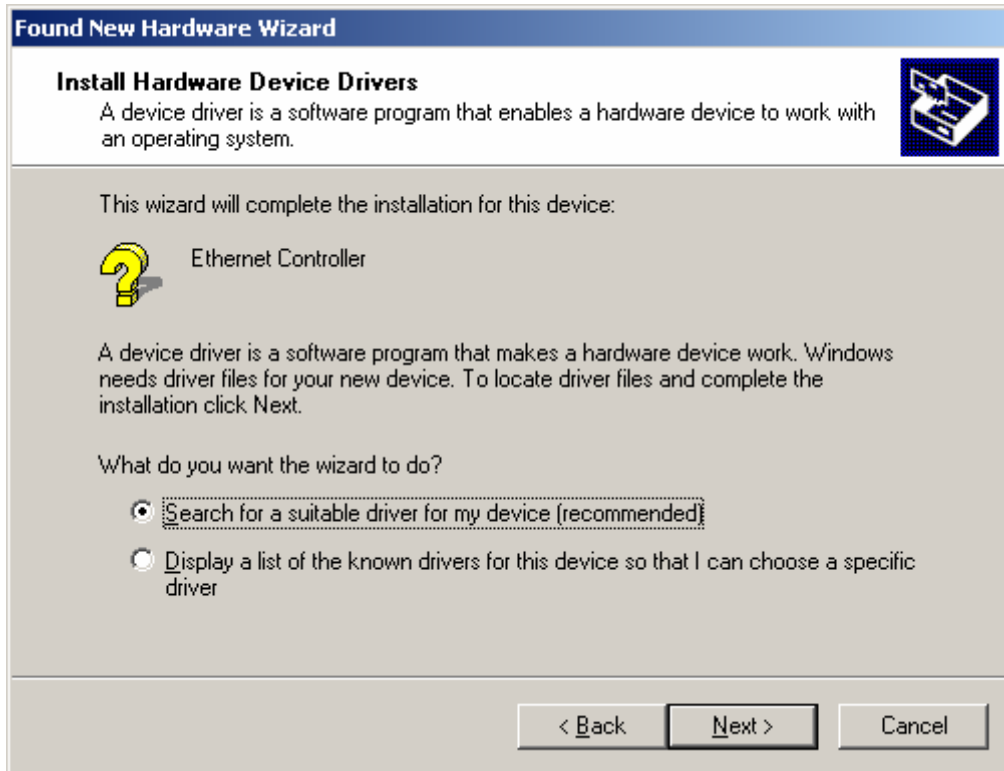 Found New Hardware Wizard
Install Hardware Device Drivers
A device driver is a software program that enables a hardware device to work with
an operating system.
This wizard will complete the installation for this device:
Ethernet Controller
A device driver is a software program that makes a hardware device work. Windows
needs driver files for your new device. To locate driver files and complete the
installation click Next.
What do you want the wizard to do?
Search for a suitable driver for my device (recommended)
Display a list of the known drivers for this device so that I can choose a specific
driver
< Back
Next >
Cancel